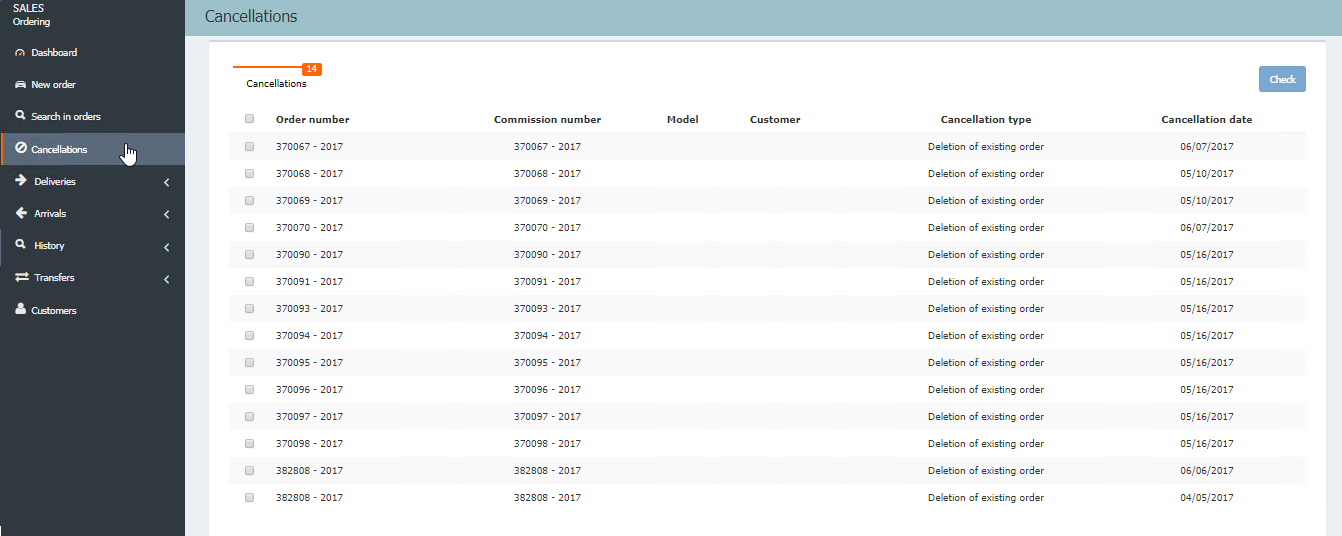 SALES
Ordering
Dashboard
New order
Search in orders
Cancellations
Deliveries
Arrivals
History
Transfers
Customers
Cancellations
14
Cancellations
Check
Order number Commission number Model Customer Cancellation type Cancellation date
370067 - 2017 370067 - 2017 Deletion of existing order 06/07/2017
370068 - 2017 370068 - 2017 Deletion of existing order 05/10/2017
370069 - 2017 370069 - 2017 Deletion of existing order 05/10/2017
370070 - 2017 370070 - 2017 Deletion of existing order 06/07/2017
370090 - 2017 370090 - 2017 Deletion of existing order 05/16/2017
370091 - 2017 370091 - 2017 Deletion of existing order 05/16/2017
370093 - 2017 370093 - 2017 Deletion of existing order 05/16/2017
370094 - 2017 370094 - 2017 Deletion of existing order 05/16/2017
370095 - 2017 370095 - 2017 Deletion of existing order 05/16/2017
370096 - 2017 370096 - 2017 Deletion of existing order 05/16/2017
370097 - 2017 370097 - 2017 Deletion of existing order 05/16/2017
370098 - 2017 370098 - 2017 Deletion of existing order 05/16/2017
382808 - 2017 382808 - 2017 Deletion of existing order 06/06/2017
382808 - 2017 382808 - 2017 Deletion of existing order 04/05/2017